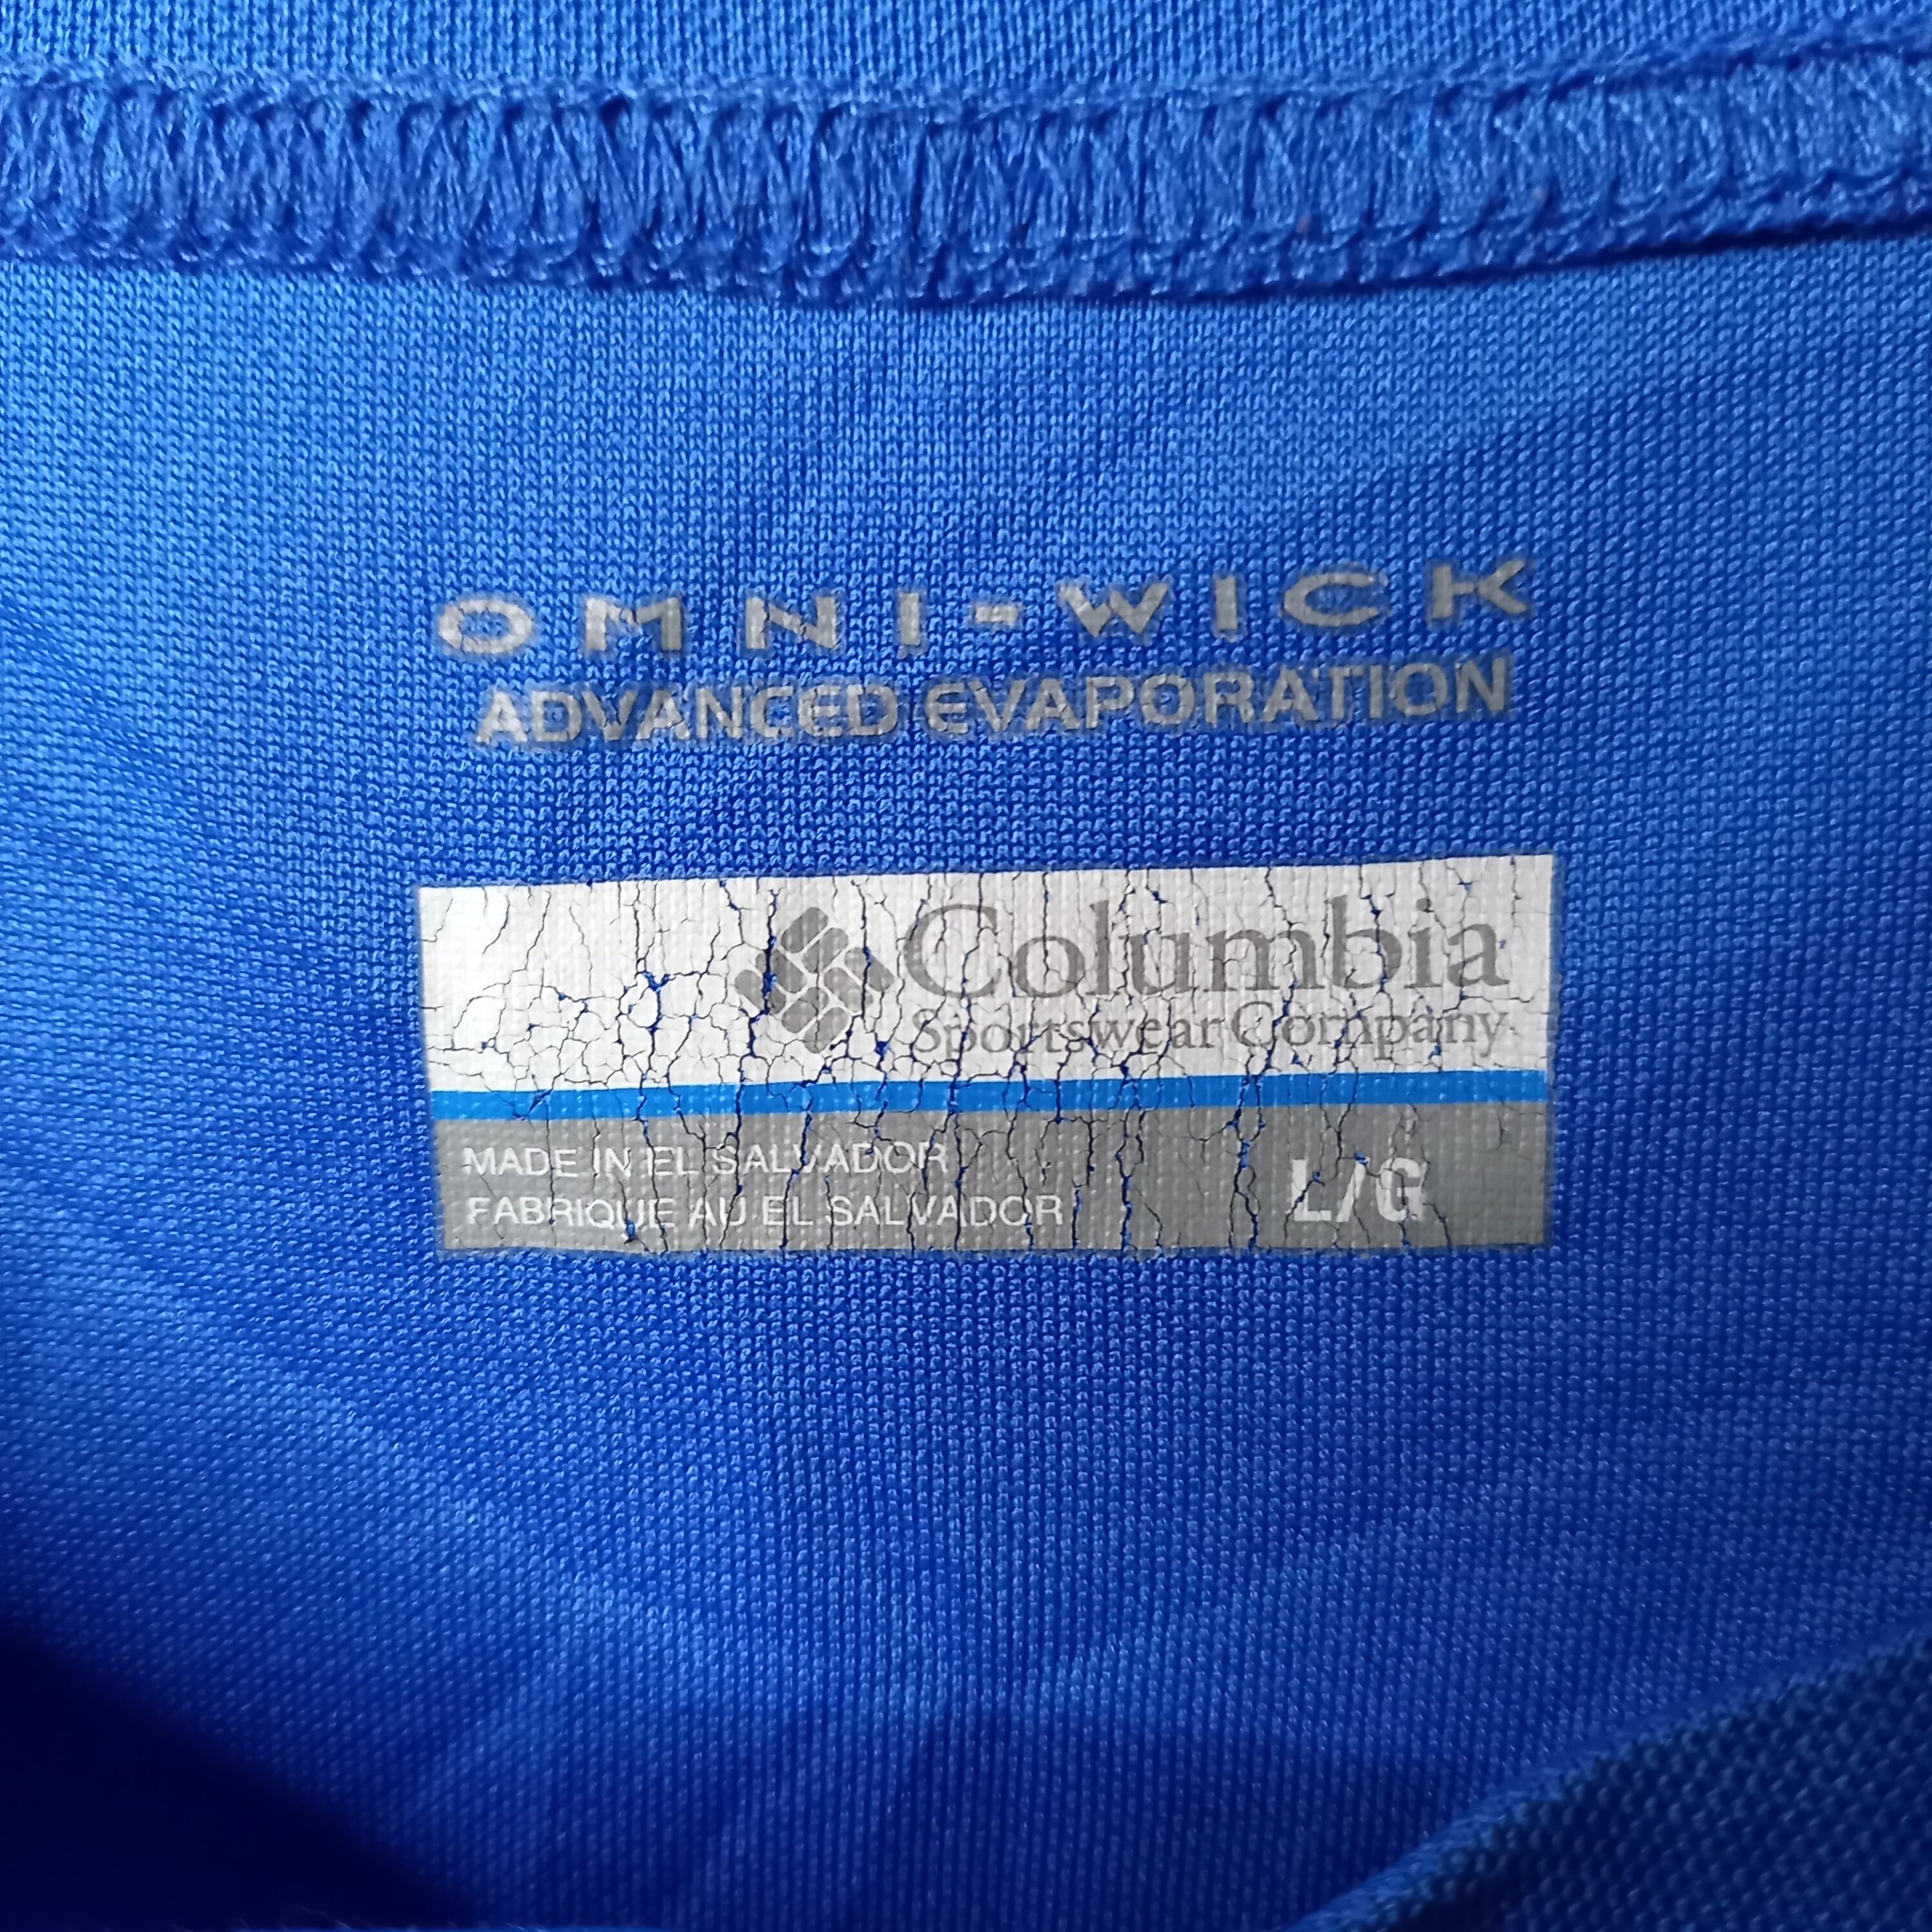 OMNI-WICK
ADVANCED EVAPORATION
Columbia
Sportswear Company
MADE IN EL SALVADOR
FABRIQUE AU EL SALVADOR
L/G